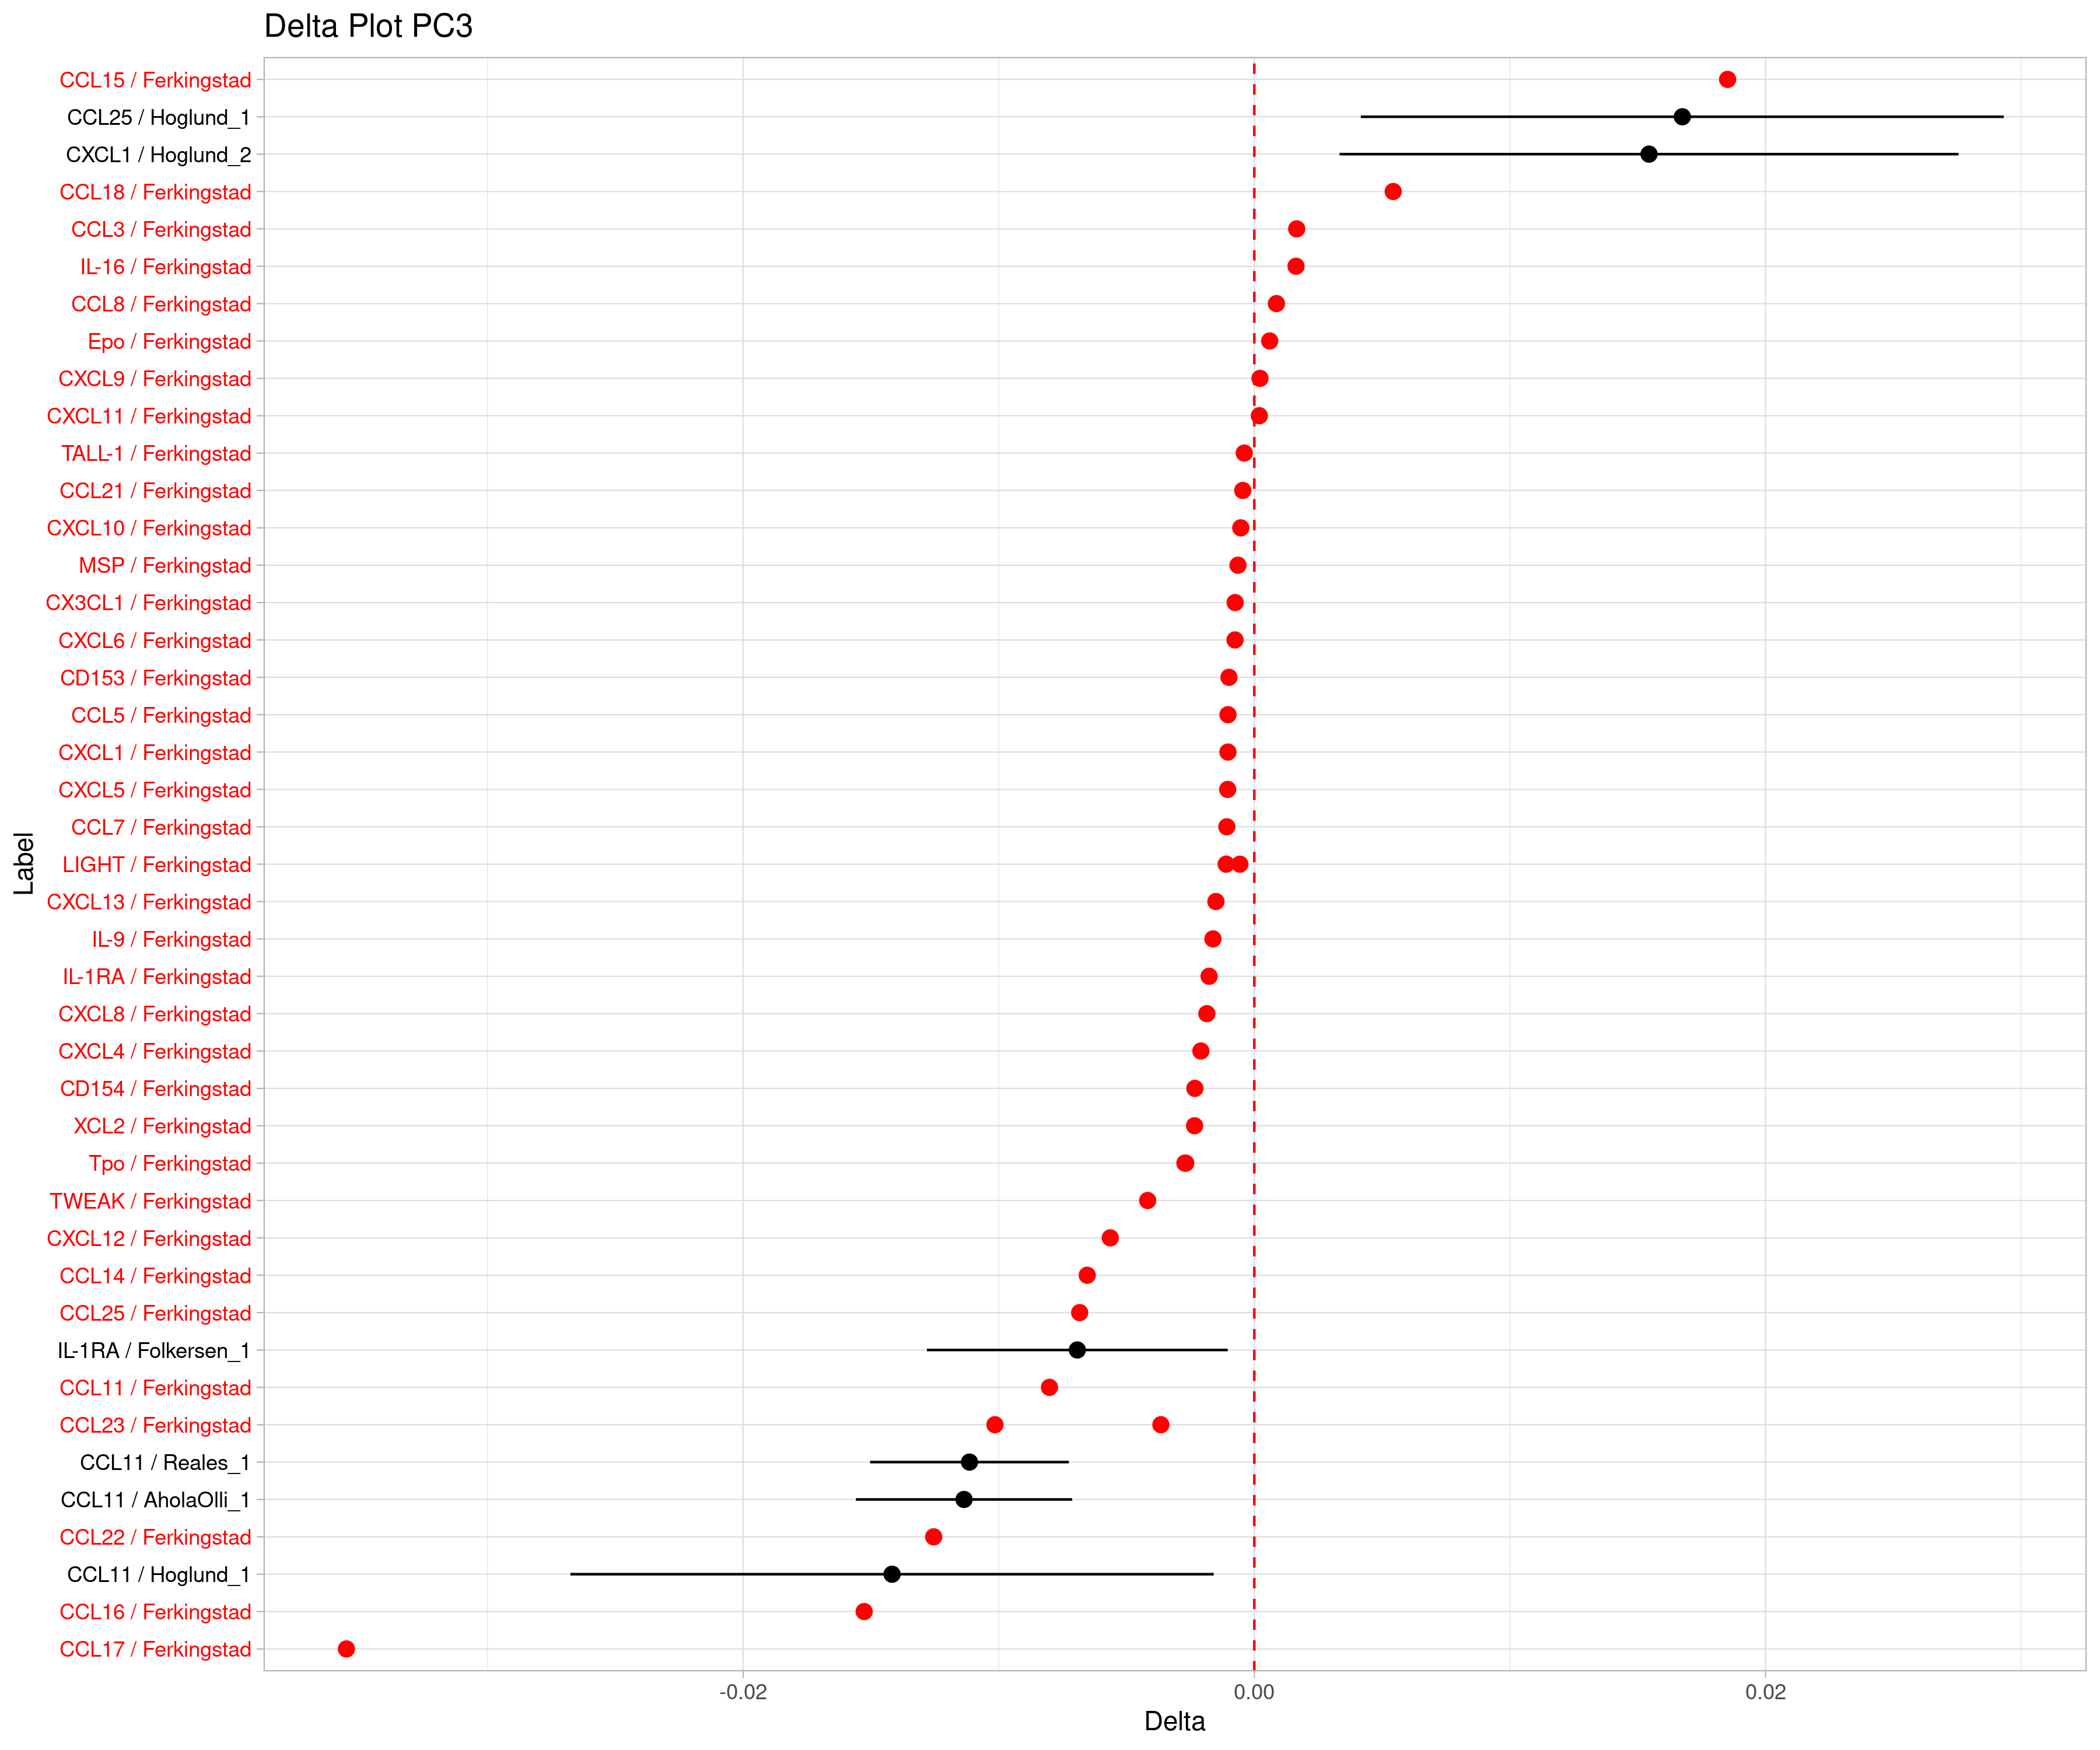 Delta Plot PC3
CCL15 / Ferkingstad
CCL25 / Hoglund_1
CXCL1 / Hoglund_2
CCL18 / Ferkingstad
CCL3 / Ferkingstad
IL-16 / Ferkingstad
CCL8 / Ferkingstad
Epo / Ferkingstad
CXCL9 / Ferkingstad
CXCL11 / Ferkingstad
TALL-1 / Ferkingstad
CCL21 / Ferkingstad
CXCL10 / Ferkingstad
MSP / Ferkingstad
CX3CL1 / Ferkingstad
CXCL6 / Ferkingstad
CD153 / Ferkingstad
CCL5 / Ferkingstad
CXCL1 / Ferkingstad
CXCL5 / Ferkingstad
CCL7 / Ferkingstad
LIGHT / Ferkingstad
CXCL13 / Ferkingstad
IL-9 / Ferkingstad
IL-1RA / Ferkingstad
CXCL8 / Ferkingstad
CXCL4 / Ferkingstad
CD154 / Ferkingstad
XCL2 / Ferkingstad
Tpo / Ferkingstad
TWEAK / Ferkingstad
CXCL12 / Ferkingstad
CCL14 / Ferkingstad
CCL25 / Ferkingstad
IL-1RA / Folkersen_1
CCL11 / Ferkingstad
CCL23 / Ferkingstad
CCL11 / Reales_1
CCL11 / AholaOlli_1
CCL22 / Ferkingstad
CCL11 / Hoglund_1
CCL16 / Ferkingstad
CCL17 / Ferkingstad
Label
-0.02 0.00 0.02
Delta